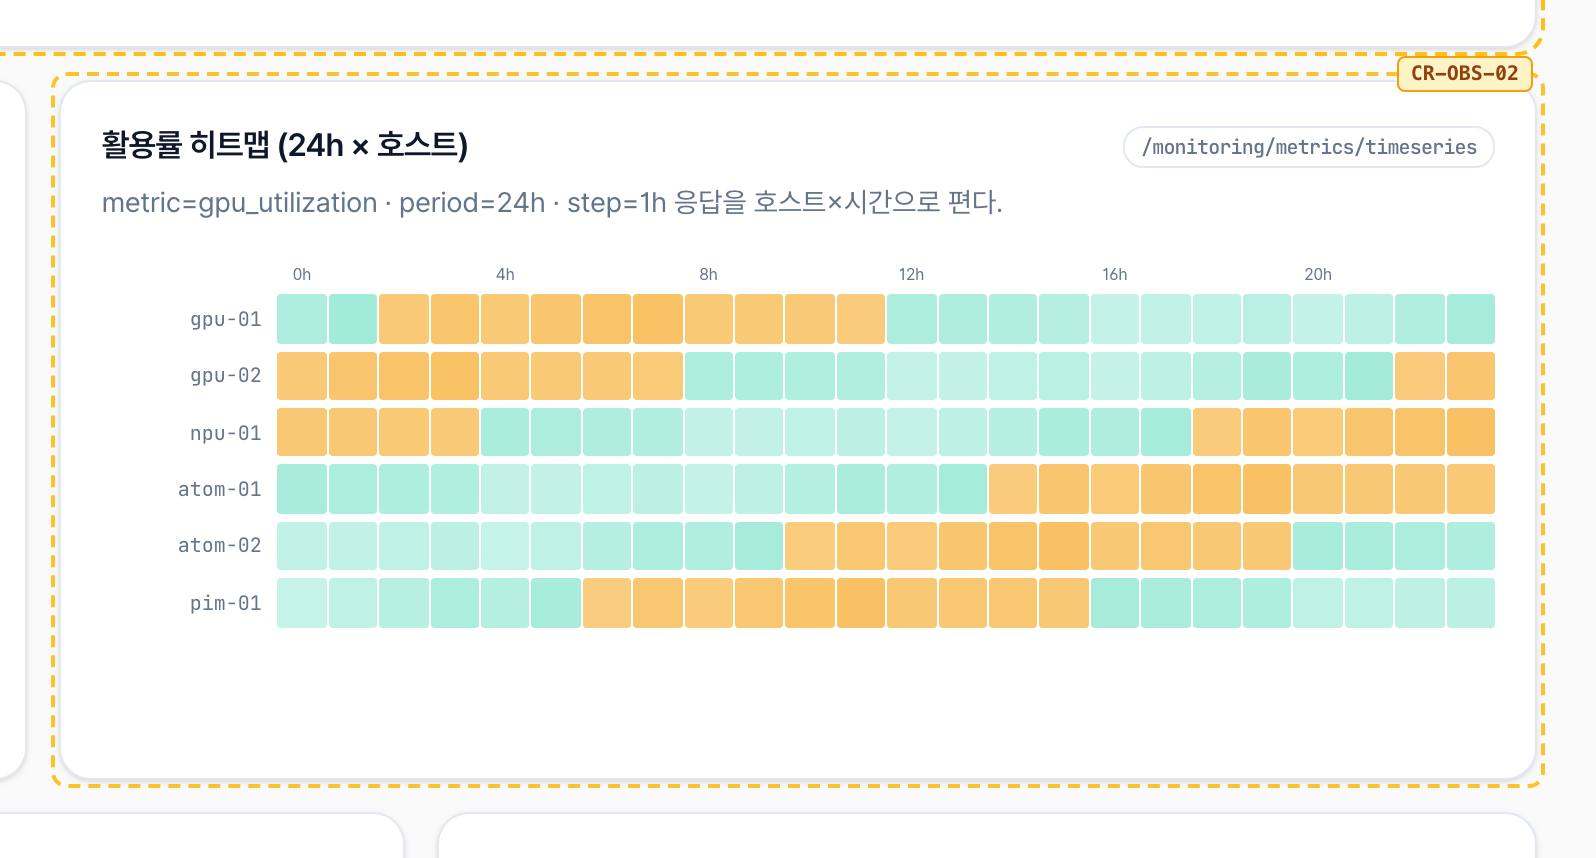 CR-OBS-02
활용률 히트맵 (24h × 호스트)
/monitoring/metrics/timeseries
metric=gpu_utilization · period=24h · step=1h 응답을 호스트×시간으로 편다.
0h 4h 8h 12h 16h 20h
gpu-01
gpu-02
npu-01
atom-01
atom-02
pim-01